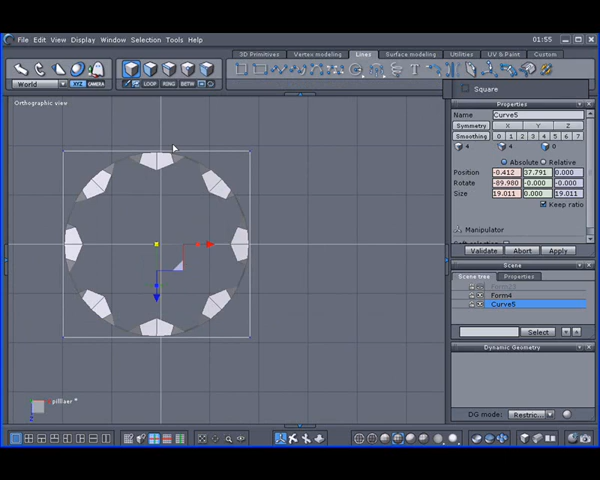 File Edit View Display Window Selection Tools Help
01:55
3D Primitives Vertex modeling Lines Surface modeling Utilities UV & Paint Custom
World XYZ CAMERA
LOOP RING BETW
Square
Orthographic view
Properties
Name Curve5
Symmetry X Y Z
Smoothing 0 1 2 3 4 5 6 7
4 4 0
Absolute Relative
Position -0.412 37.791 0.000
Rotate -89.980 -0.000 -0.000
Size 19.011 0.000 19.011
Keep ratio
Manipulator
Validate Abort Apply
Scene
Scene tree Properties
Form4
Curve5
Select
Dynamic Geometry
DG mode: Restric...